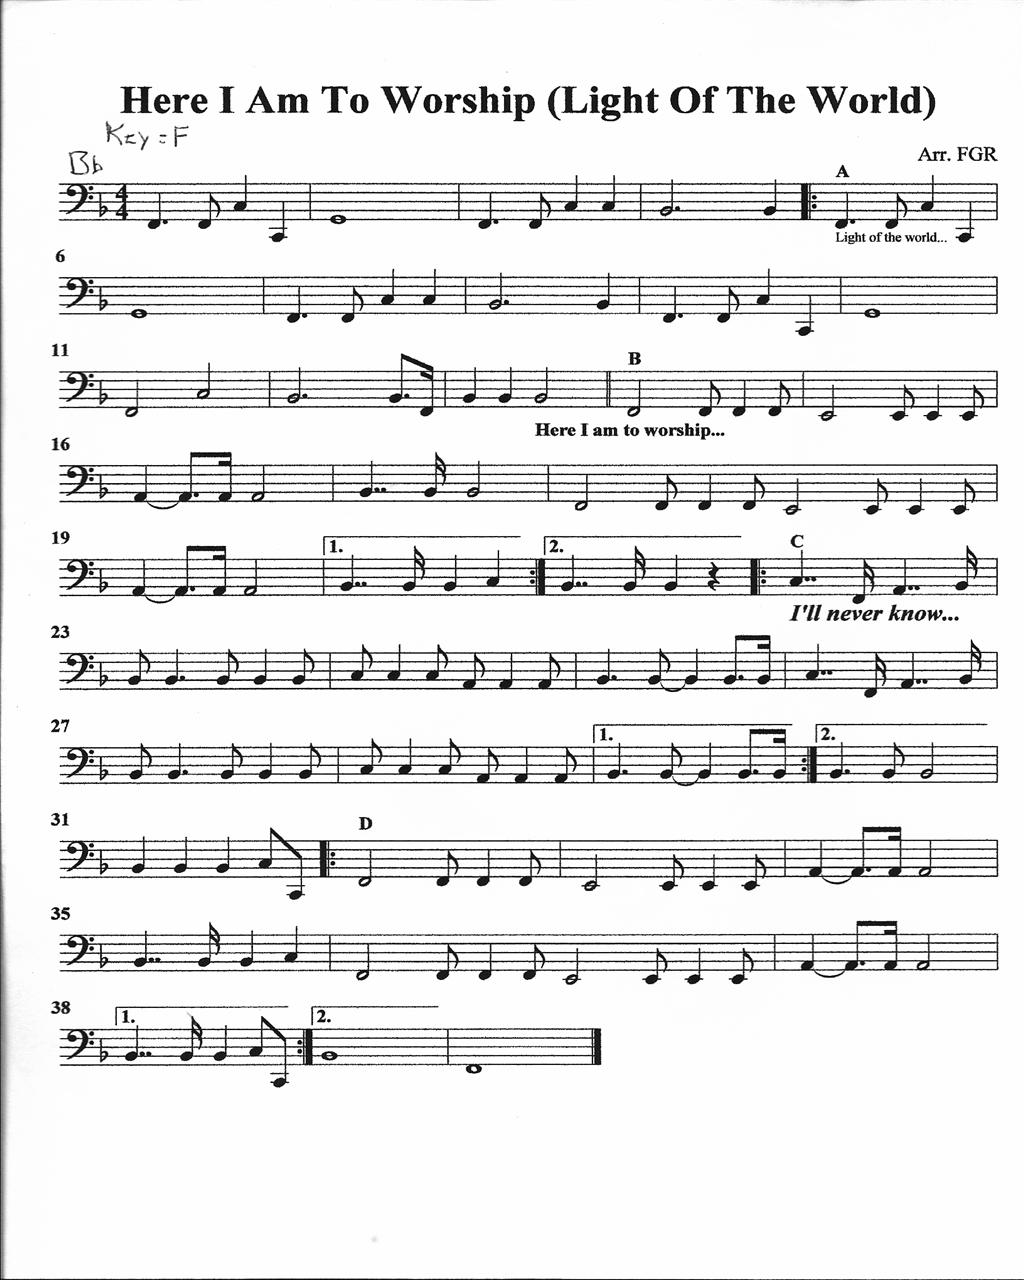 Here I Am To Worship (Light Of The World)
Key = F
Bb
Arr. FGR
A
4
4
Light of the world...
6
11
B
Here I am to worship...
16
19
1.
2.
C
I'll never know...
23
27
1.
2.
31
D
35
38
1.
2.